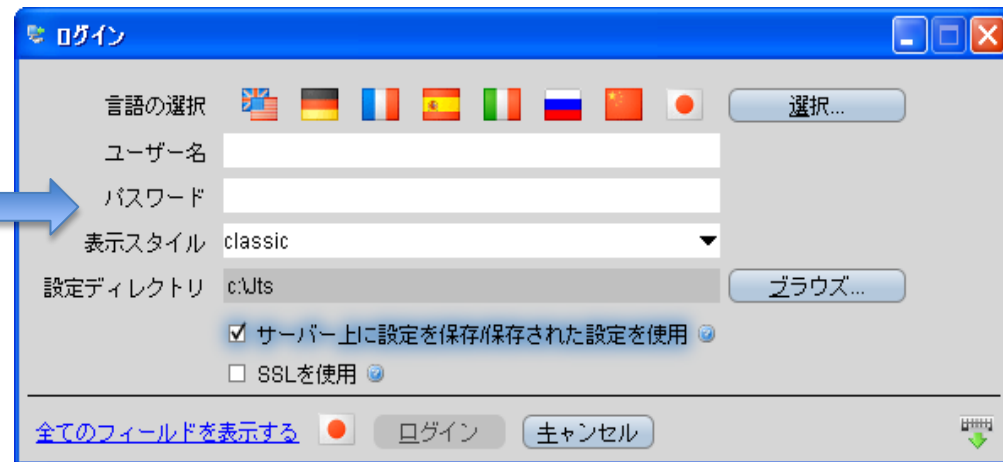 ログイン
言語の選択 選択...
ユーザー名
パスワード
表示スタイル classic
設定ディレクトリ c:\Jts ブラウズ...
サーバー上に設定を保存/保存された設定を使用
SSLを使用
全てのフィールドを表示する ログイン キャンセル